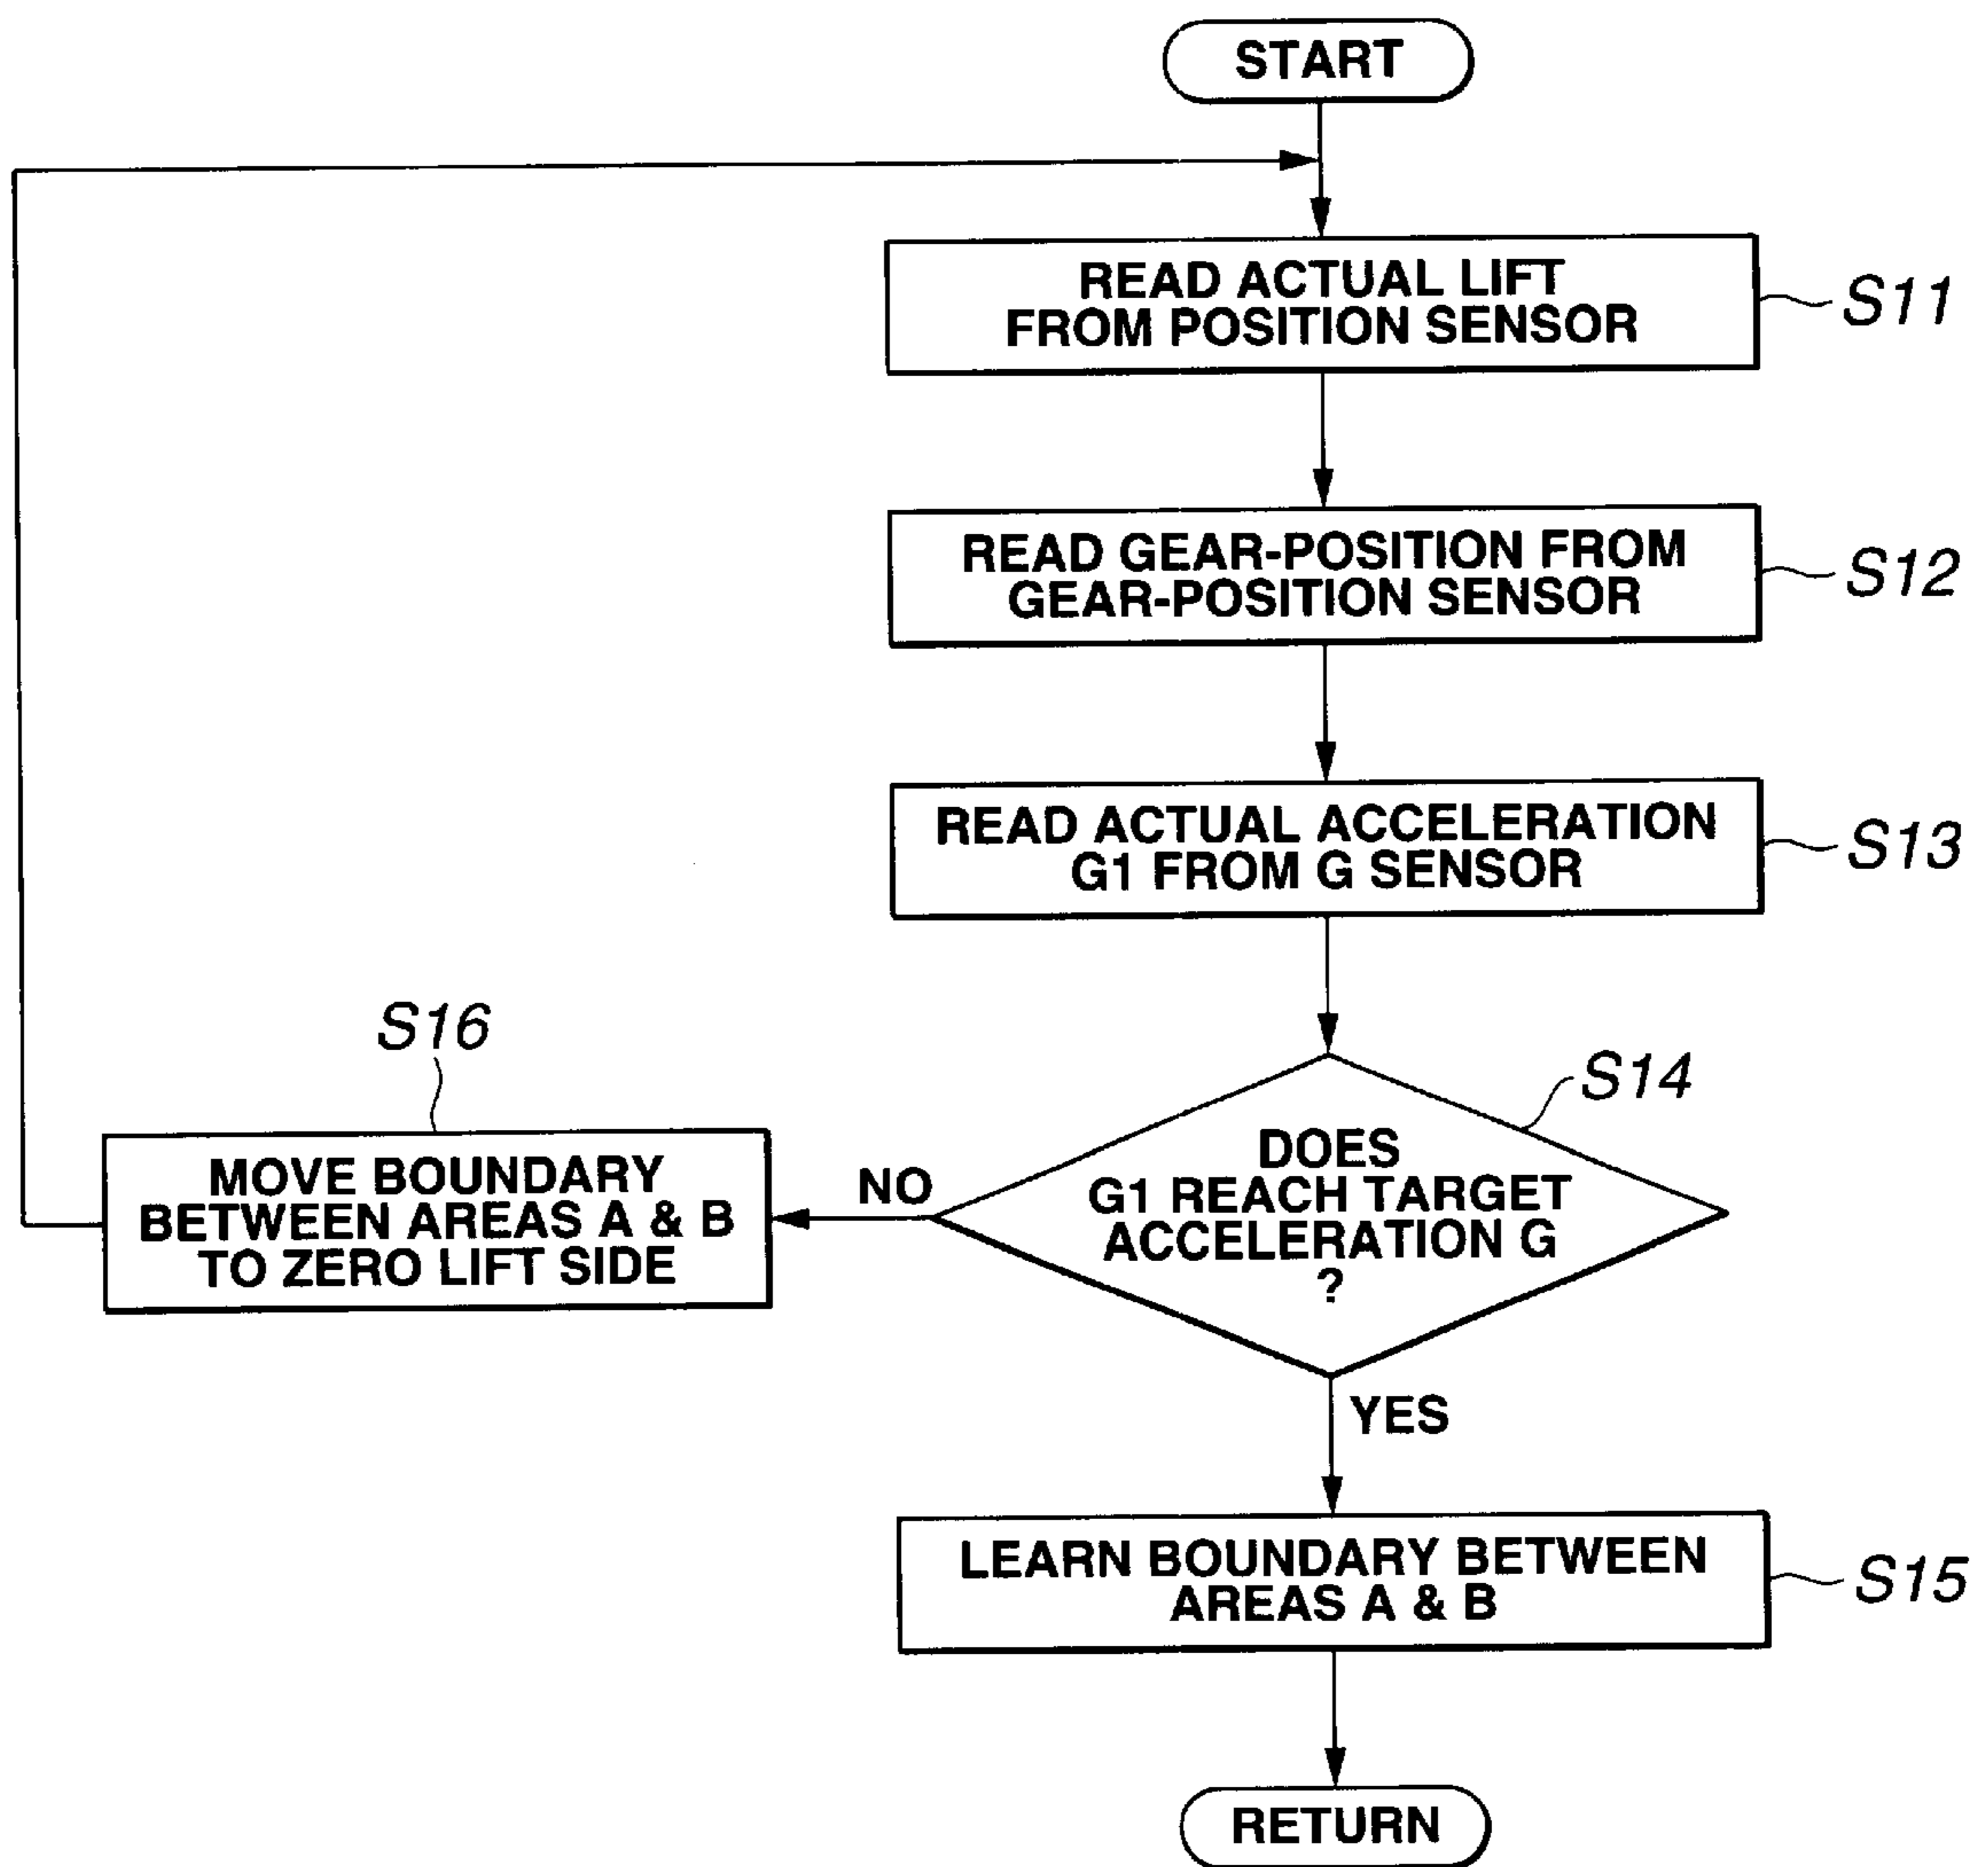 START
READ ACTUAL LIFT
FROM POSITION SENSOR
S11
READ GEAR-POSITION FROM
GEAR-POSITION SENSOR
S12
READ ACTUAL ACCELERATION
G1 FROM G SENSOR
S13
S14
DOES
G1 REACH TARGET
ACCELERATION G
?
NO
S16
MOVE BOUNDARY
BETWEEN AREAS A & B
TO ZERO LIFT SIDE
YES
LEARN BOUNDARY BETWEEN
AREAS A & B
S15
RETURN